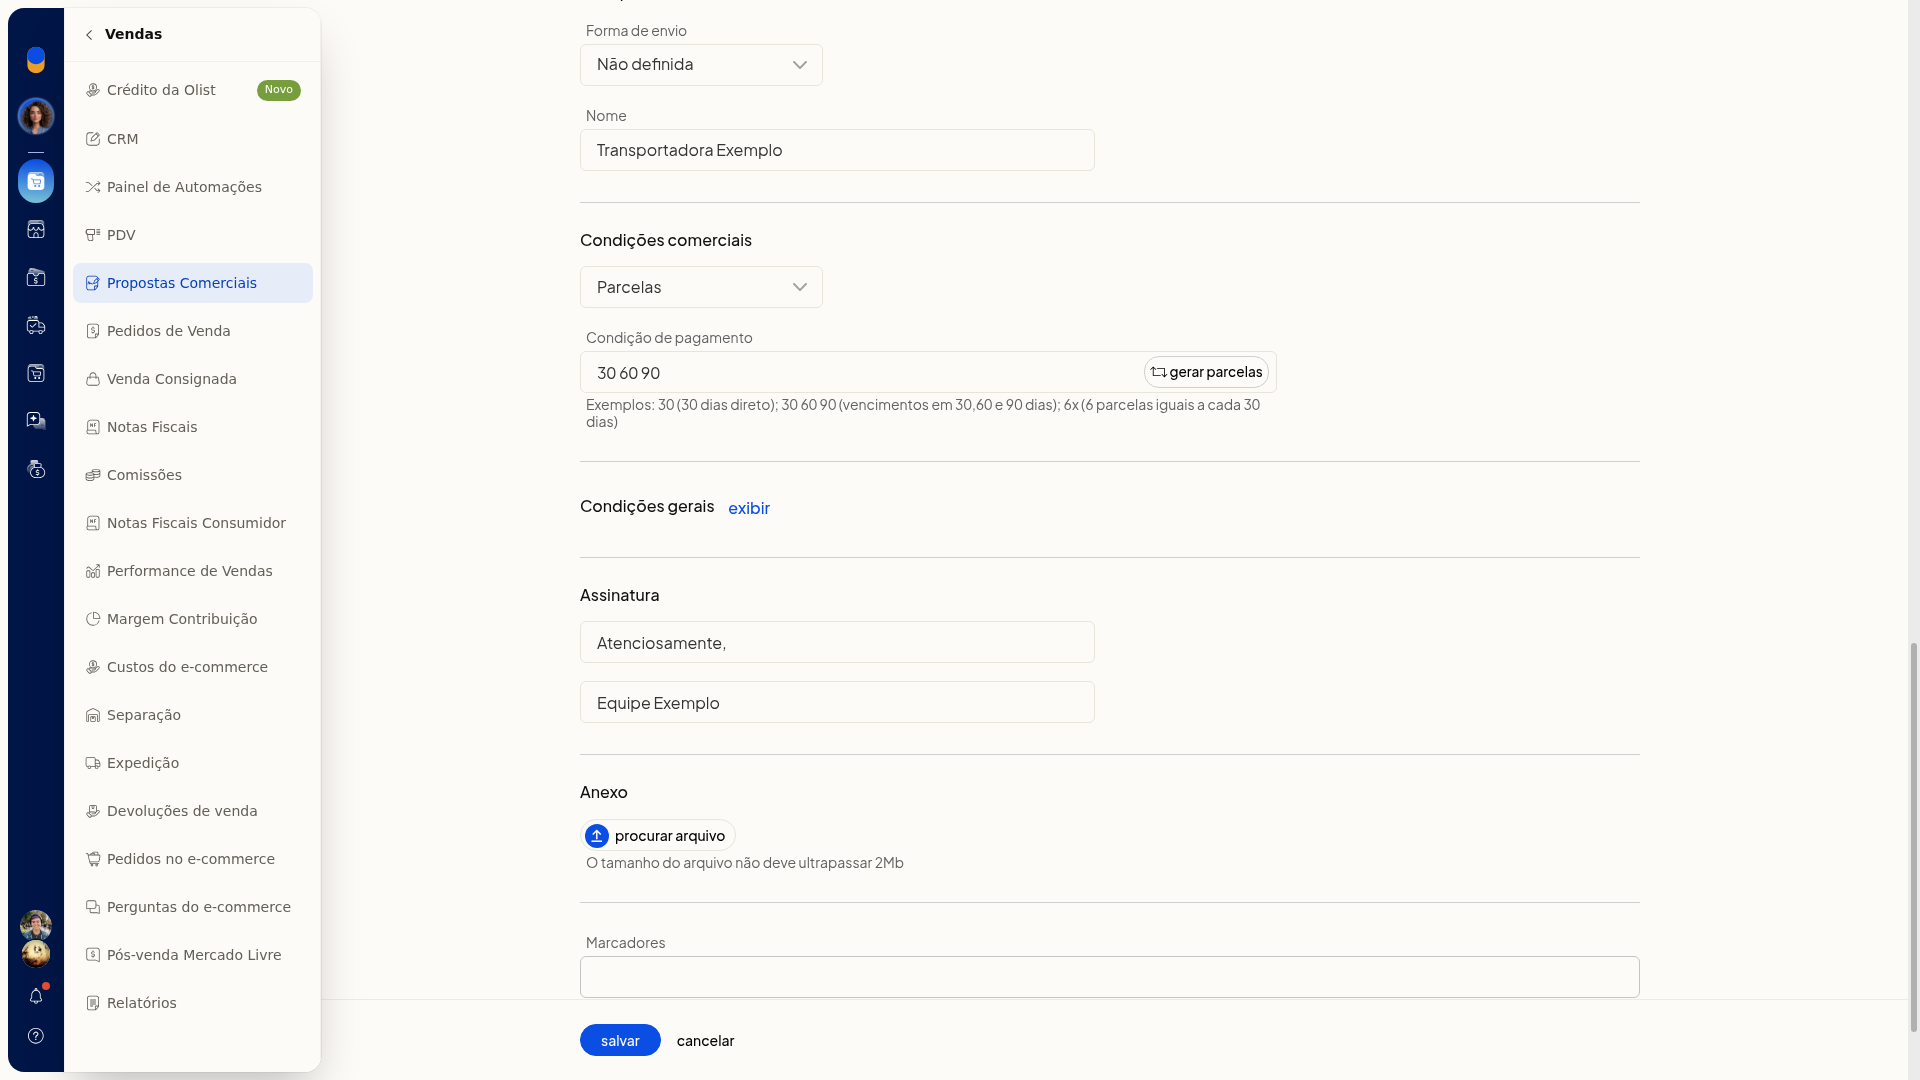 Vendas
Crédito da Olist
Novo
CRM
Painel de Automações
PDV
Propostas Comerciais
Pedidos de Venda
Venda Consignada
Notas Fiscais
Comissões
Notas Fiscais Consumidor
Performance de Vendas
Margem Contribuição
Custos do e-commerce
Separação
Expedição
Devoluções de venda
Pedidos no e-commerce
Perguntas do e-commerce
Pós-venda Mercado Livre
Relatórios
Forma de envio
Não definida
Nome
Transportadora Exemplo
Condições comerciais
Parcelas
Condição de pagamento
30 60 90
gerar parcelas
Exemplos: 30 (30 dias direto); 30 60 90 (vencimentos em 30,60 e 90 dias); 6x (6 parcelas iguais a cada 30
dias)
Condições gerais
exibir
Assinatura
Atenciosamente,
Equipe Exemplo
Anexo
procurar arquivo
O tamanho do arquivo não deve ultrapassar 2Mb
Marcadores
salvar
cancelar